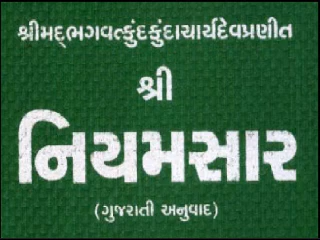 શ્રીમદ્ભગવત્કુંદકુંદાચાર્યદેવપ્રણીત
શ્રી
નિયમસાર
(ગુજરાતી અનુવાદ)